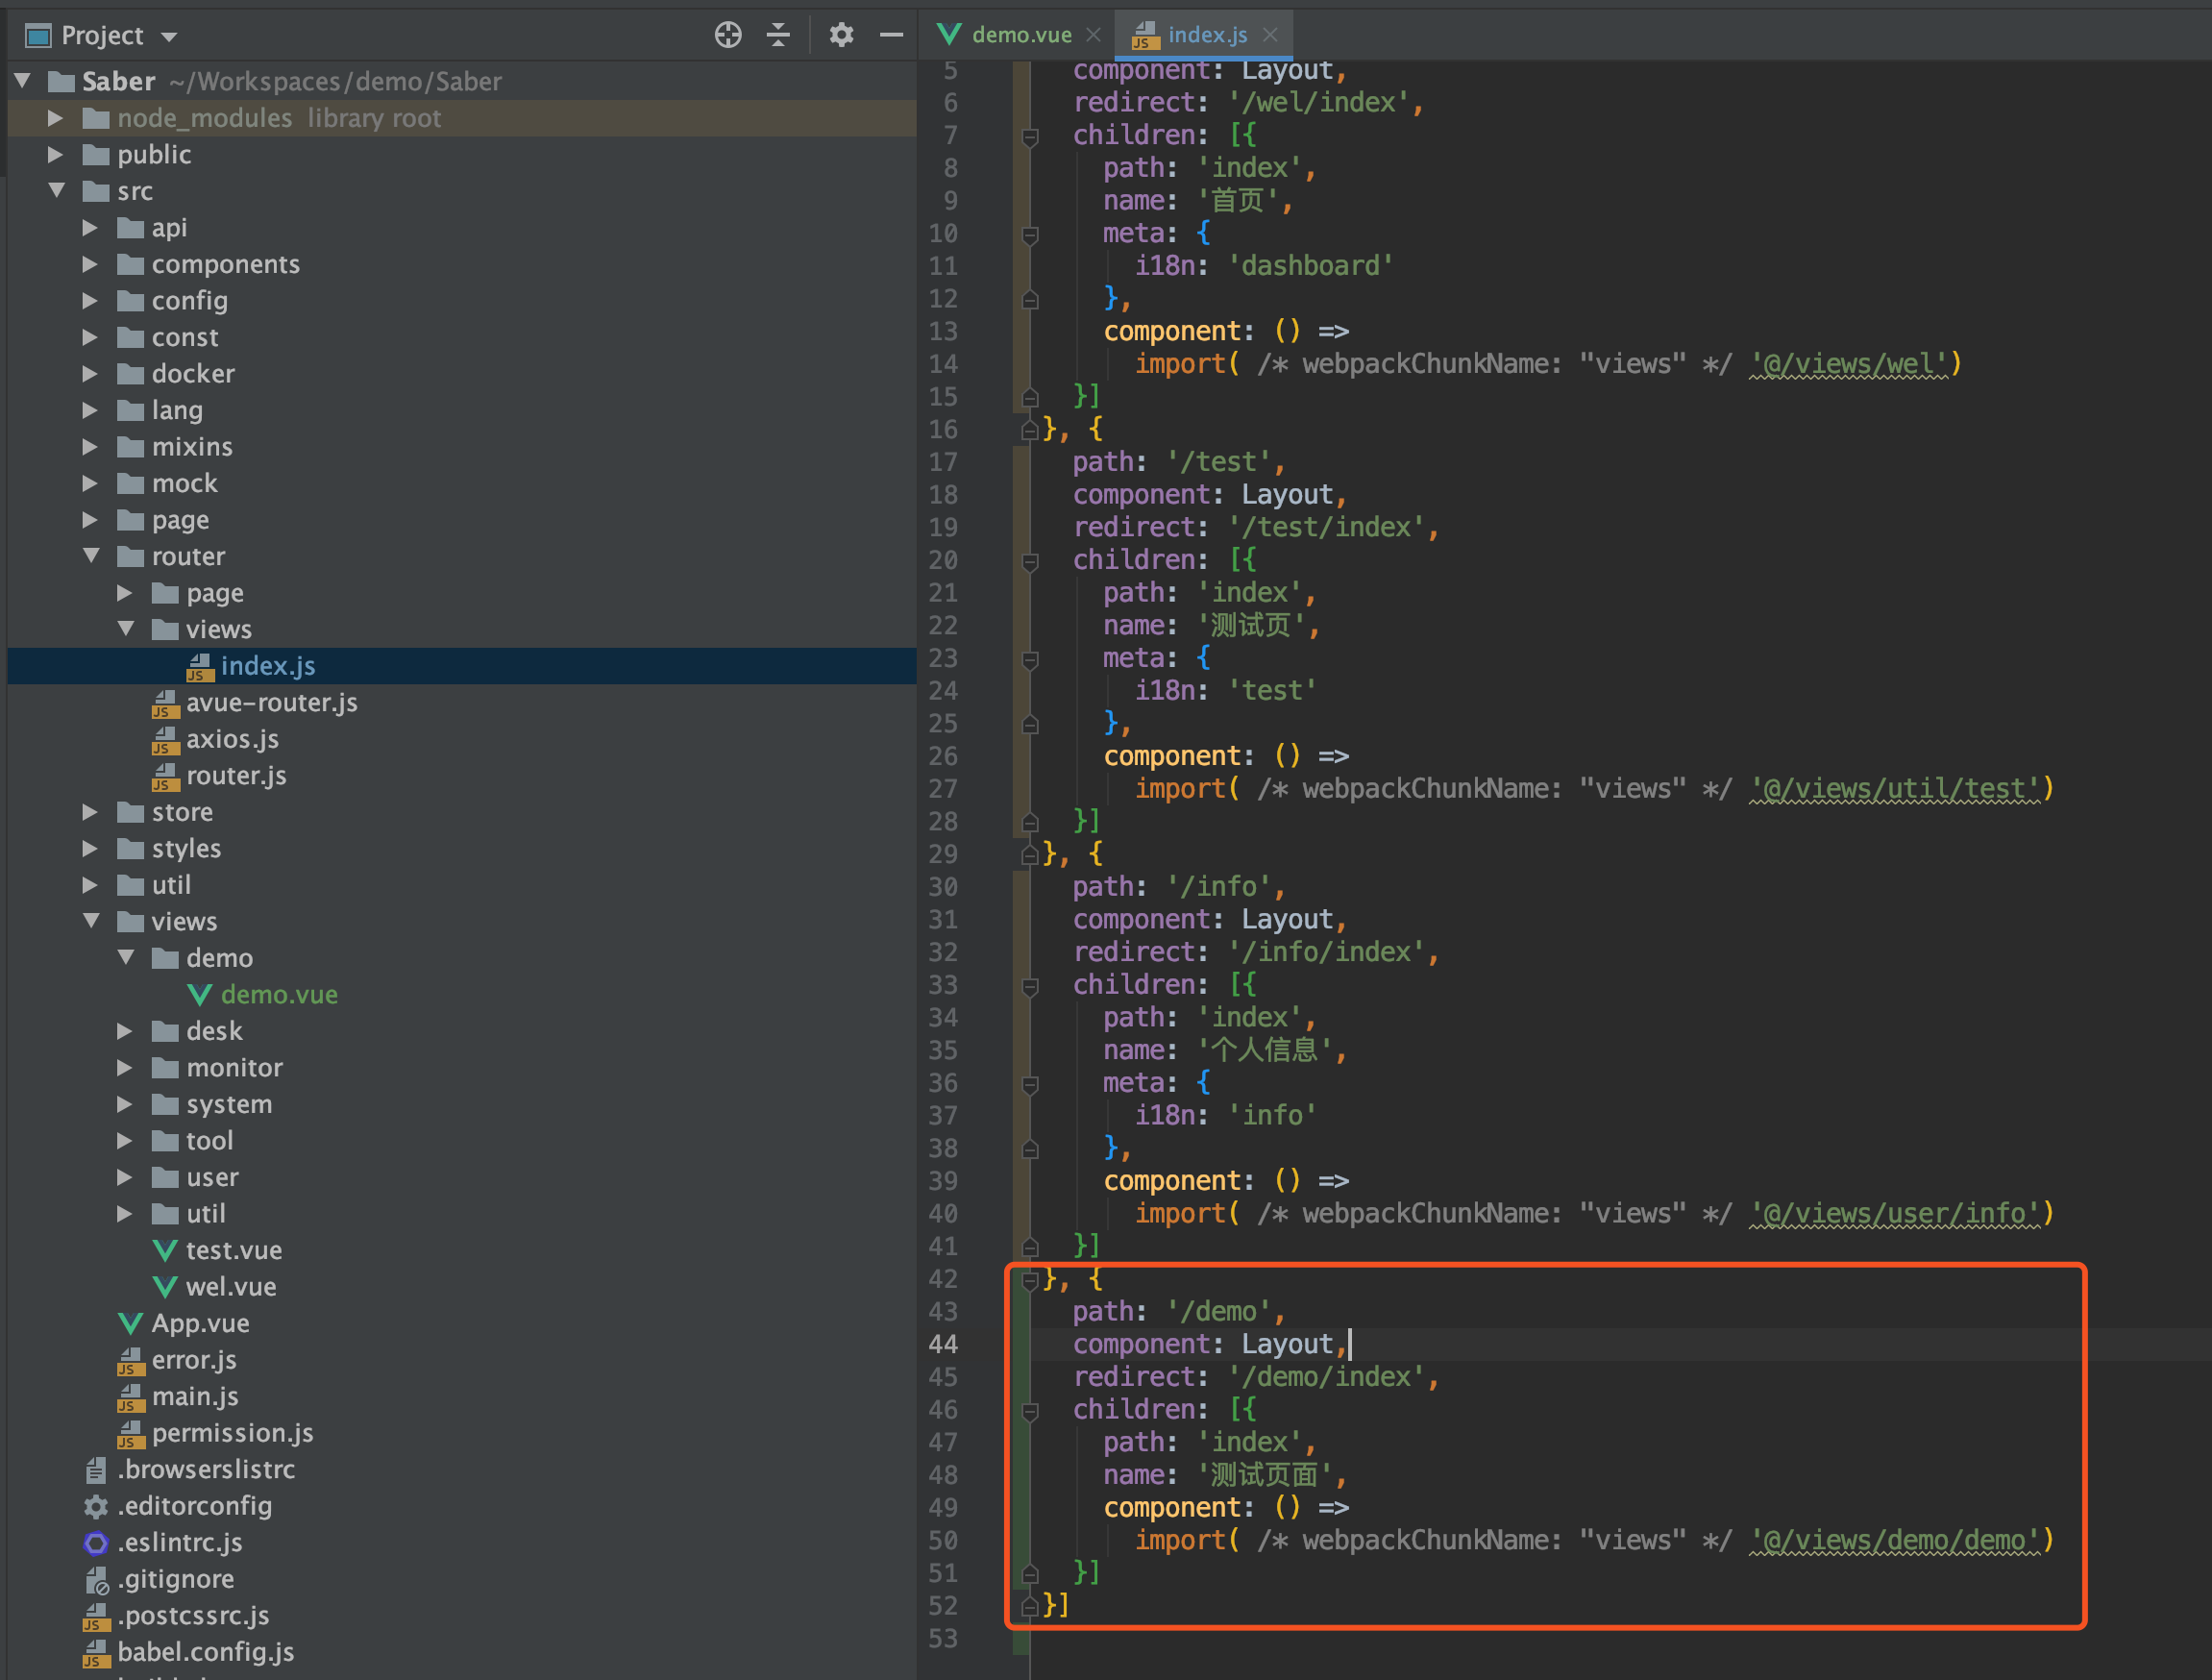 Project
Saber ~/Workspaces/demo/Saber
node_modules library root
public
src
api
components
config
const
docker
lang
mixins
mock
page
router
page
views
index.js
avue-router.js
axios.js
router.js
store
styles
util
views
demo
demo.vue
desk
monitor
system
tool
user
util
test.vue
wel.vue
App.vue
error.js
main.js
permission.js
.browserslistrc
.editorconfig
.eslintrc.js
.gitignore
.postcssrc.js
babel.config.js
demo.vue
index.js
5 component: Layout,
6 redirect: '/wel/index',
7 children: [{
8 path: 'index',
9 name: '首页',
10 meta: {
11 i18n: 'dashboard'
12 },
13 component: () =>
14 import( /* webpackChunkName: "views" */ '@/views/wel')
15 }]
16 }, {
17 path: '/test',
18 component: Layout,
19 redirect: '/test/index',
20 children: [{
21 path: 'index',
22 name: '测试页',
23 meta: {
24 i18n: 'test'
25 },
26 component: () =>
27 import( /* webpackChunkName: "views" */ '@/views/util/test')
28 }]
29 }, {
30 path: '/info',
31 component: Layout,
32 redirect: '/info/index',
33 children: [{
34 path: 'index',
35 name: '个人信息',
36 meta: {
37 i18n: 'info'
38 },
39 component: () =>
40 import( /* webpackChunkName: "views" */ '@/views/user/info')
41 }]
42 }, {
43 path: '/demo',
44 component: Layout,
45 redirect: '/demo/index',
46 children: [{
47 path: 'index',
48 name: '测试页面',
49 component: () =>
50 import( /* webpackChunkName: "views" */ '@/views/demo/demo')
51 }]
52 }]
53